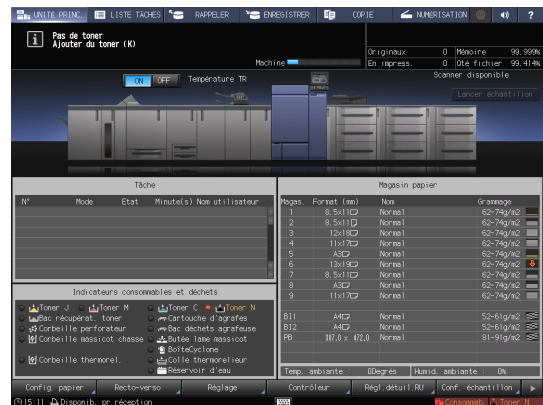 UNITE PRINC.
LISTE TACHES
RAPPELER
ENREGISTRER
COPIE
NUMERISATION
?
Pas de toner
Ajouter du toner (K)
Machine
Originaux 0 Mémoire 99,999%
En impress. 0 Qté fichier 99,414%
ON OFF Température TR
Scanner disponible
Lancer échantillon
Tâche
N° Mode Etat Minute(s) Nom utilisateur
Magasin papier
Magas. Format (mm) Nom Grammage
1 8.5x11 Normal 62-74g/m2
2 8.5x11 Normal 62-74g/m2
3 12x18 Normal 62-74g/m2
4 11x17 Normal 62-74g/m2
5 A3 Normal 62-74g/m2
6 13x19 Normal 62-74g/m2
7 8.5x11 Normal 62-74g/m2
8 A3 Normal 62-74g/m2
9 11x17 Normal 62-74g/m2
BI1 A4 Normal 52-61g/m2
BI2 A4 Normal 52-61g/m2
PB x 472,0 Normal 81-91g/m2
Temp. ambiante : 0Degrés Humid. ambiante : 0%
Indicateurs consommables et déchets
Toner J Toner M Toner C Toner N
Bac récupérat. toner Cartouche d'agrafes
Corbeille perforateur Bac déchets agrafeuse
Corbeille massicot chasse Butée lame massicot
BoîteCyclone
Corbeille thermorel. Colle thermorelieur
Réservoir d'eau
Config. papier
Recto-verso
Réglage
Contrôleur
Régl.détail.RU
Conf. échantillon
15:11 Disponib. pr réception
Consommab. Toner N